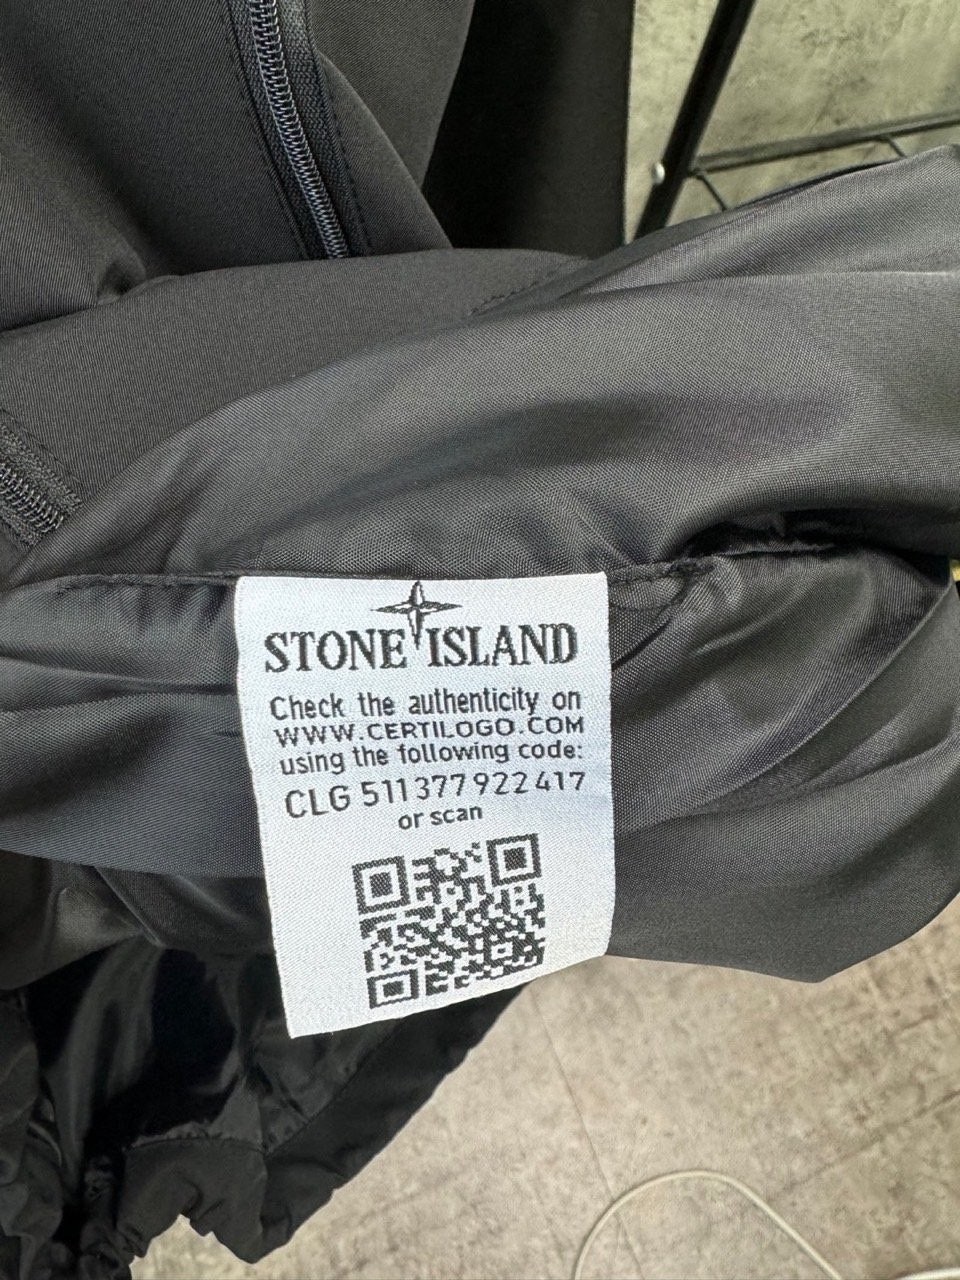 STONE ISLAND
Check the authenticity on
WWW.CERTILOGO.COM
using the following code:
CLG 511377922417
or scan